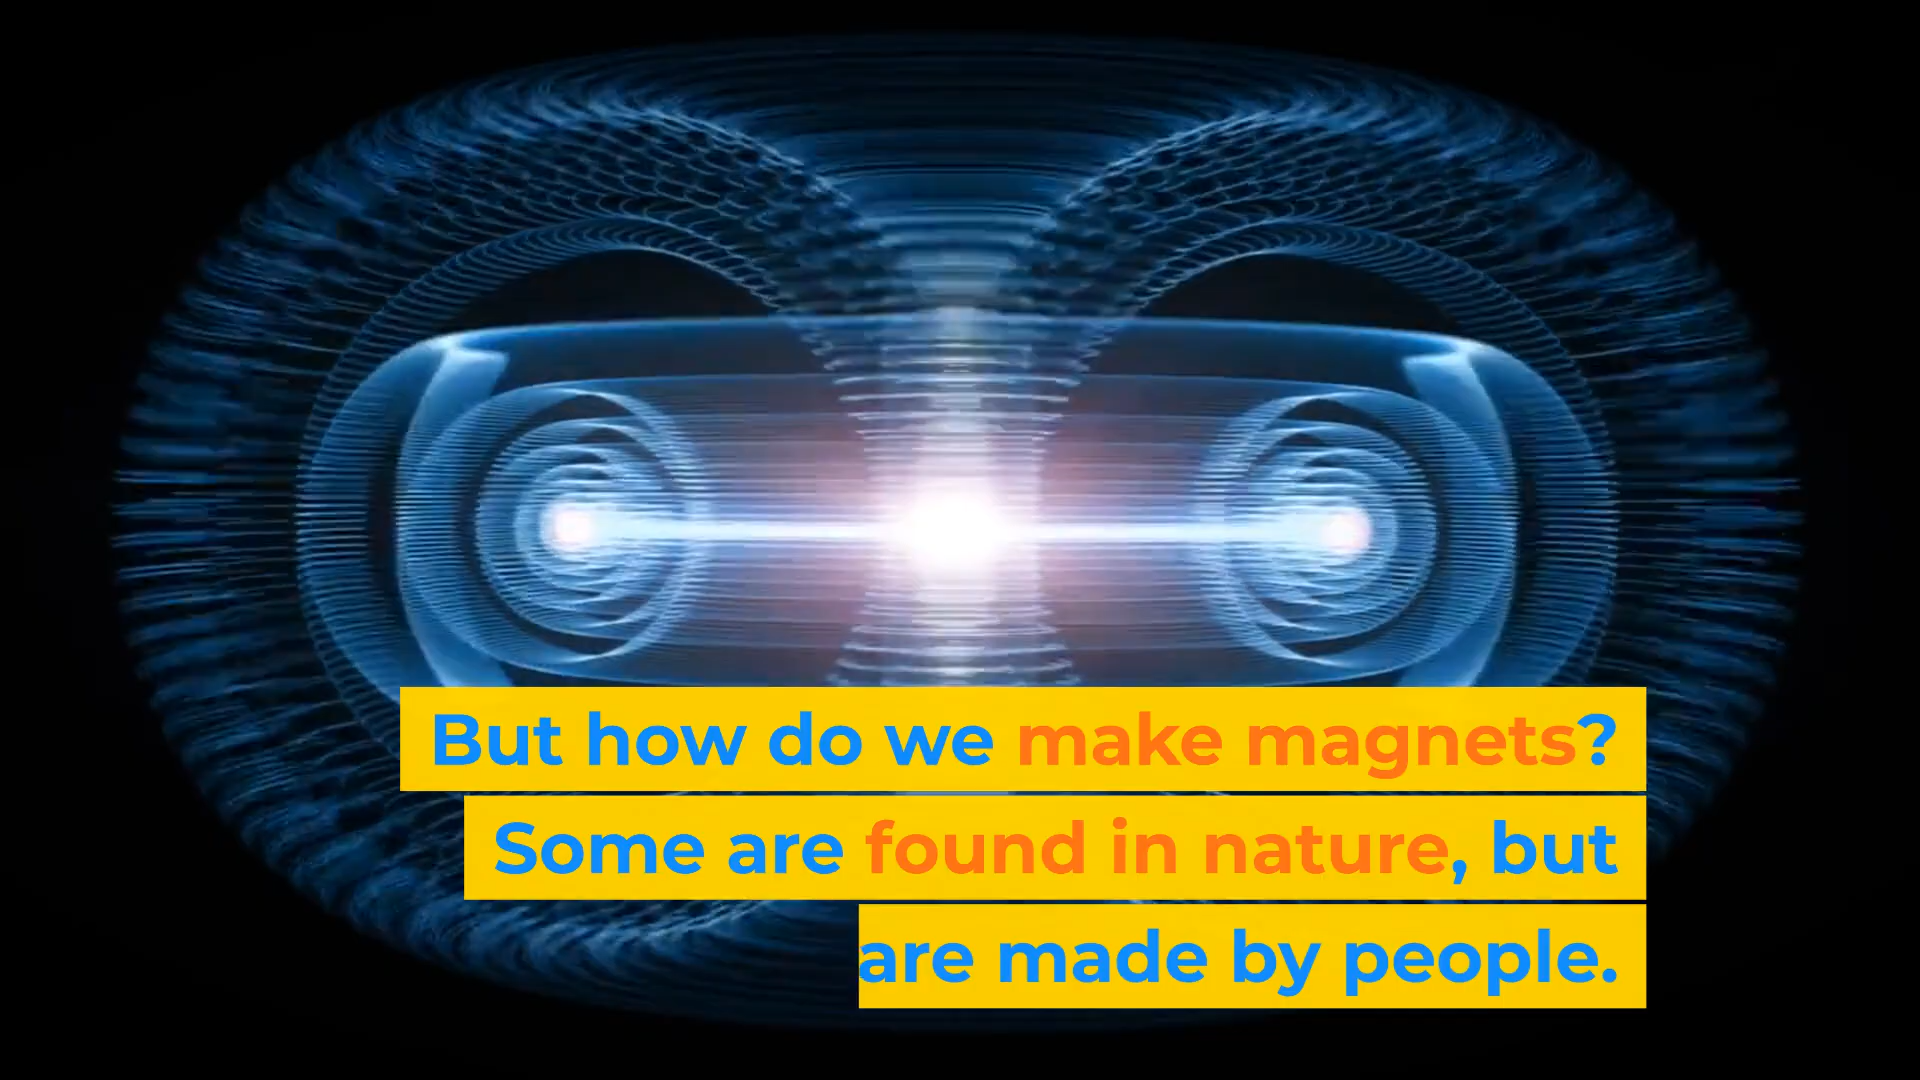 But how do we make magnets?
Some are found in nature, but
are made by people.